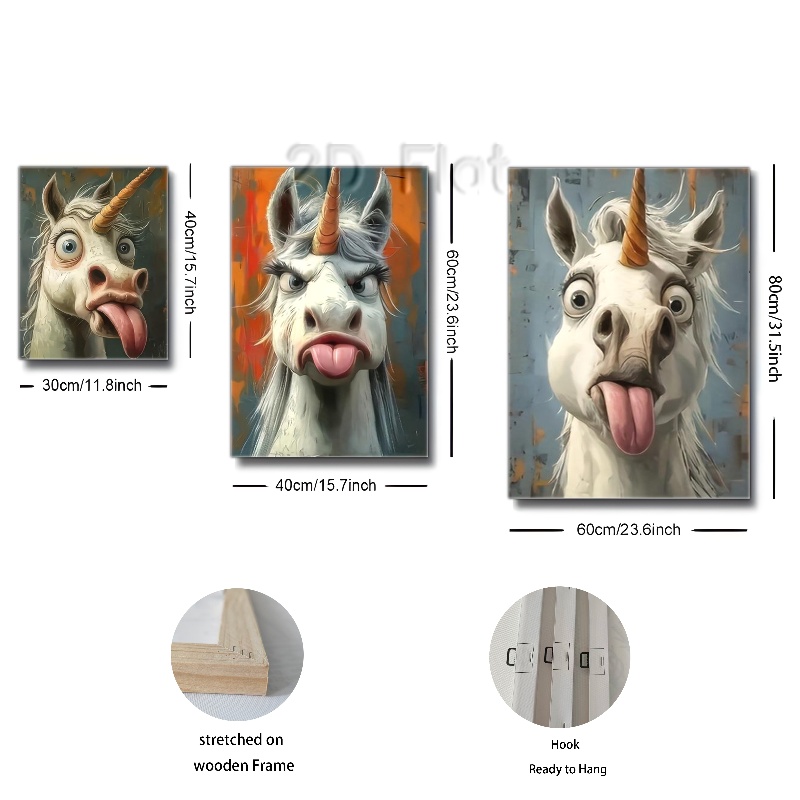 2D Flat
40cm/15.7inch
30cm/11.8inch
60cm/23.6inch
40cm/15.7inch
80cm/31.5inch
60cm/23.6inch
stretched on
wooden Frame
Hook
Ready to Hang